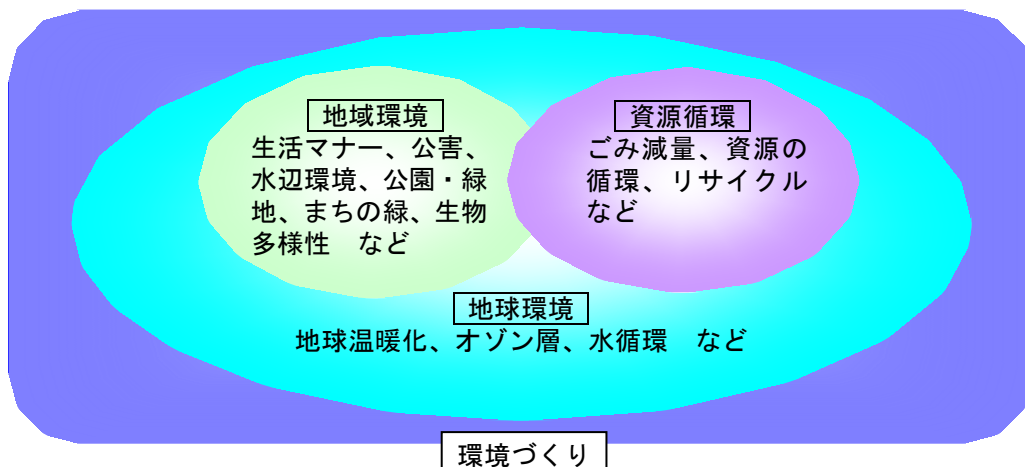 地域環境
生活マナー、公害、
水辺環境、公園・緑
地、まちの緑、生物
多様性　など
資源循環
ごみ減量、資源の
循環、リサイクル
など
地球環境
地球温暖化、オゾン層、水循環　など
環境づくり